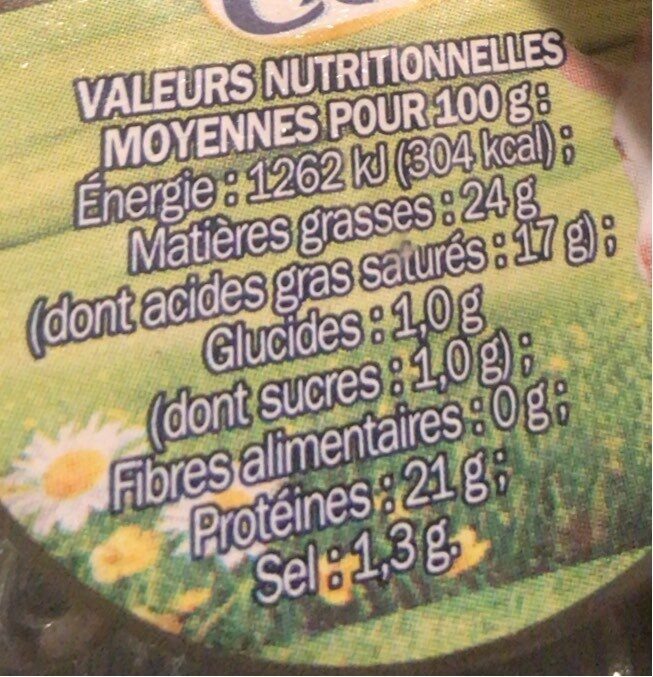 VALEURS NUTRITIONNELLES
MOYENNES POUR 100 g :
Énergie : 1262 kJ (304 kcal) ;
Matières grasses : 24 g
(dont acides gras saturés : 17 g) ;
Glucides : 1,0 g
(dont sucres : 1,0 g) ;
Fibres alimentaires : 0 g ;
Protéines : 21 g ;
Sel : 1,3 g.